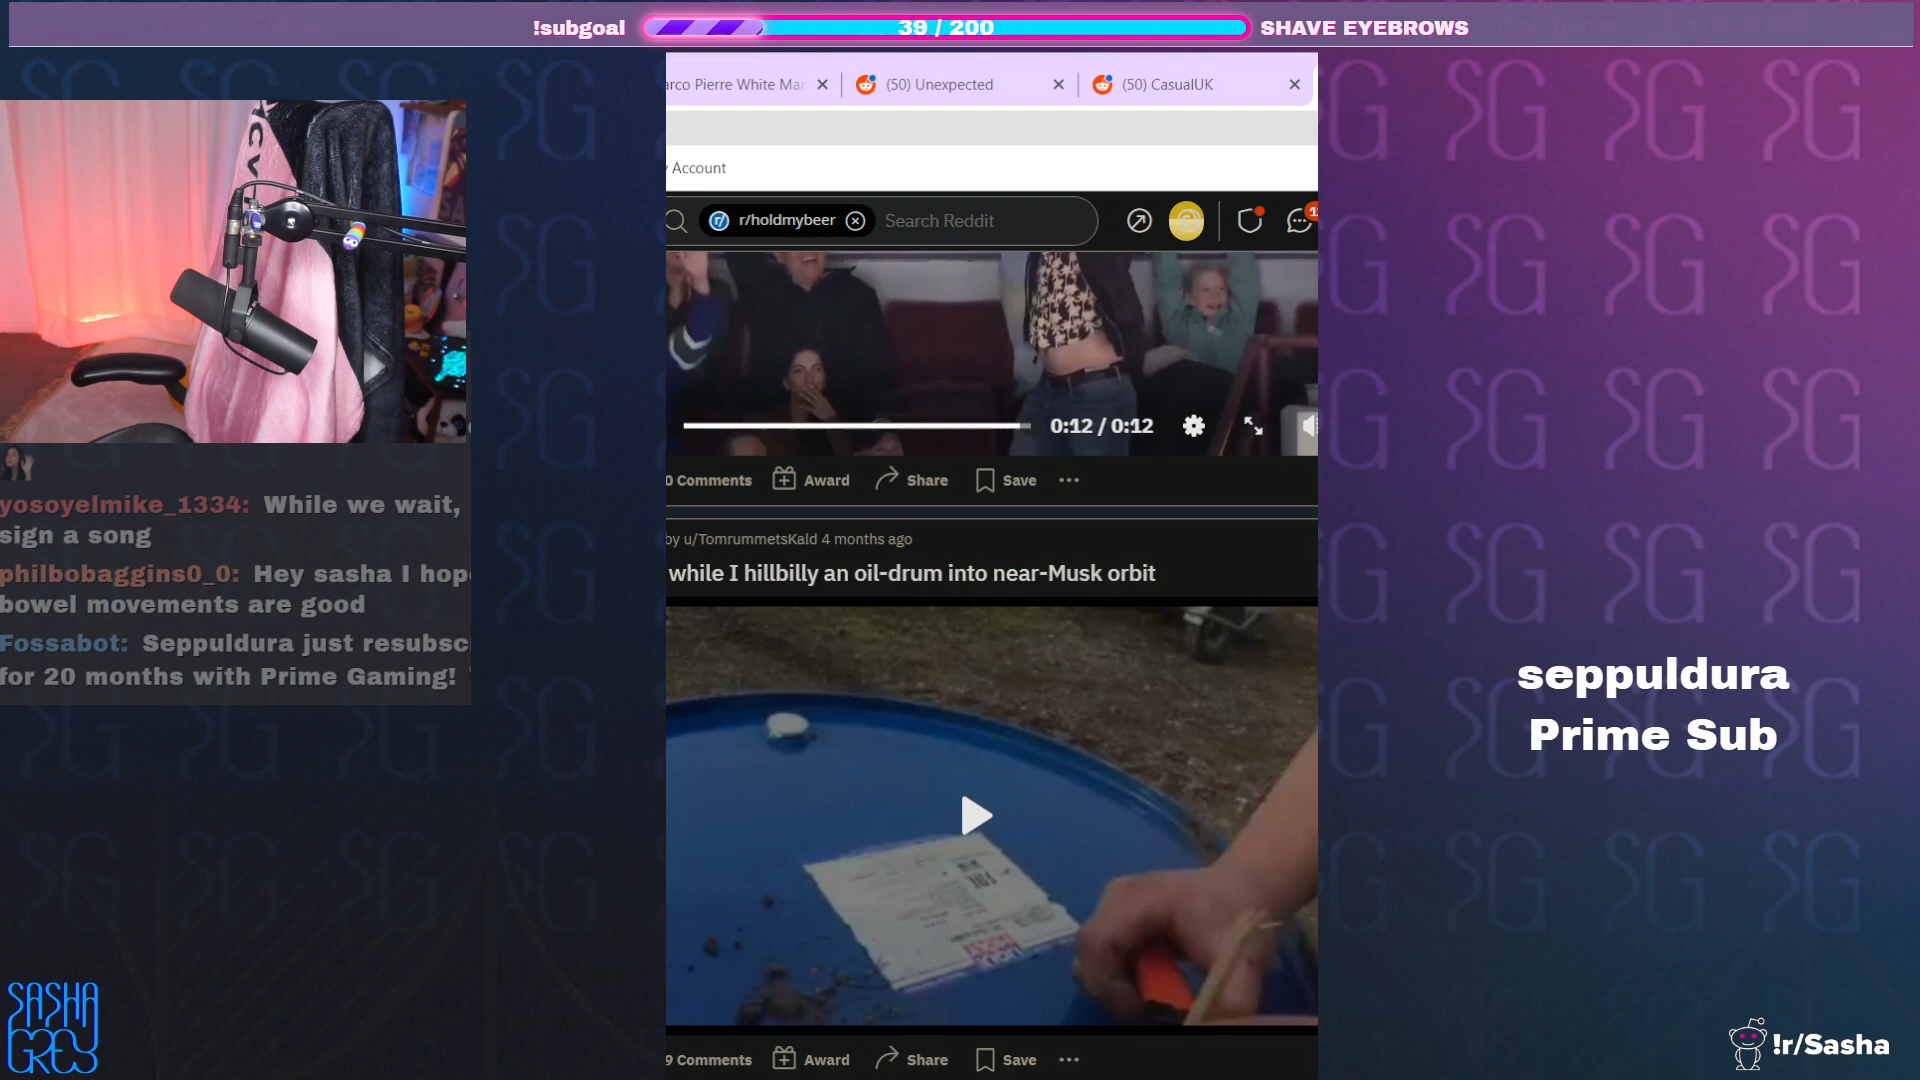 !subgoal
39 / 200
SHAVE EYEBROWS
arco Pierre White Mar
(50) Unexpected
(50) CasualUK
Account
r/holdmybeer
Search Reddit
0:12 / 0:12
0 Comments
Award
Share
Save
by u/TomrummetsKald 4 months ago
while I hillbilly an oil-drum into near-Musk orbit
9 Comments
Award
Share
Save
yosoyelmike_1334: While we wait,
sign a song
philbobaggins0_0: Hey sasha I hop
bowel movements are good
Fossabot: Seppuldura just resubsc
for 20 months with Prime Gaming!
seppuldura
Prime Sub
SASHA
GREY
!r/Sasha